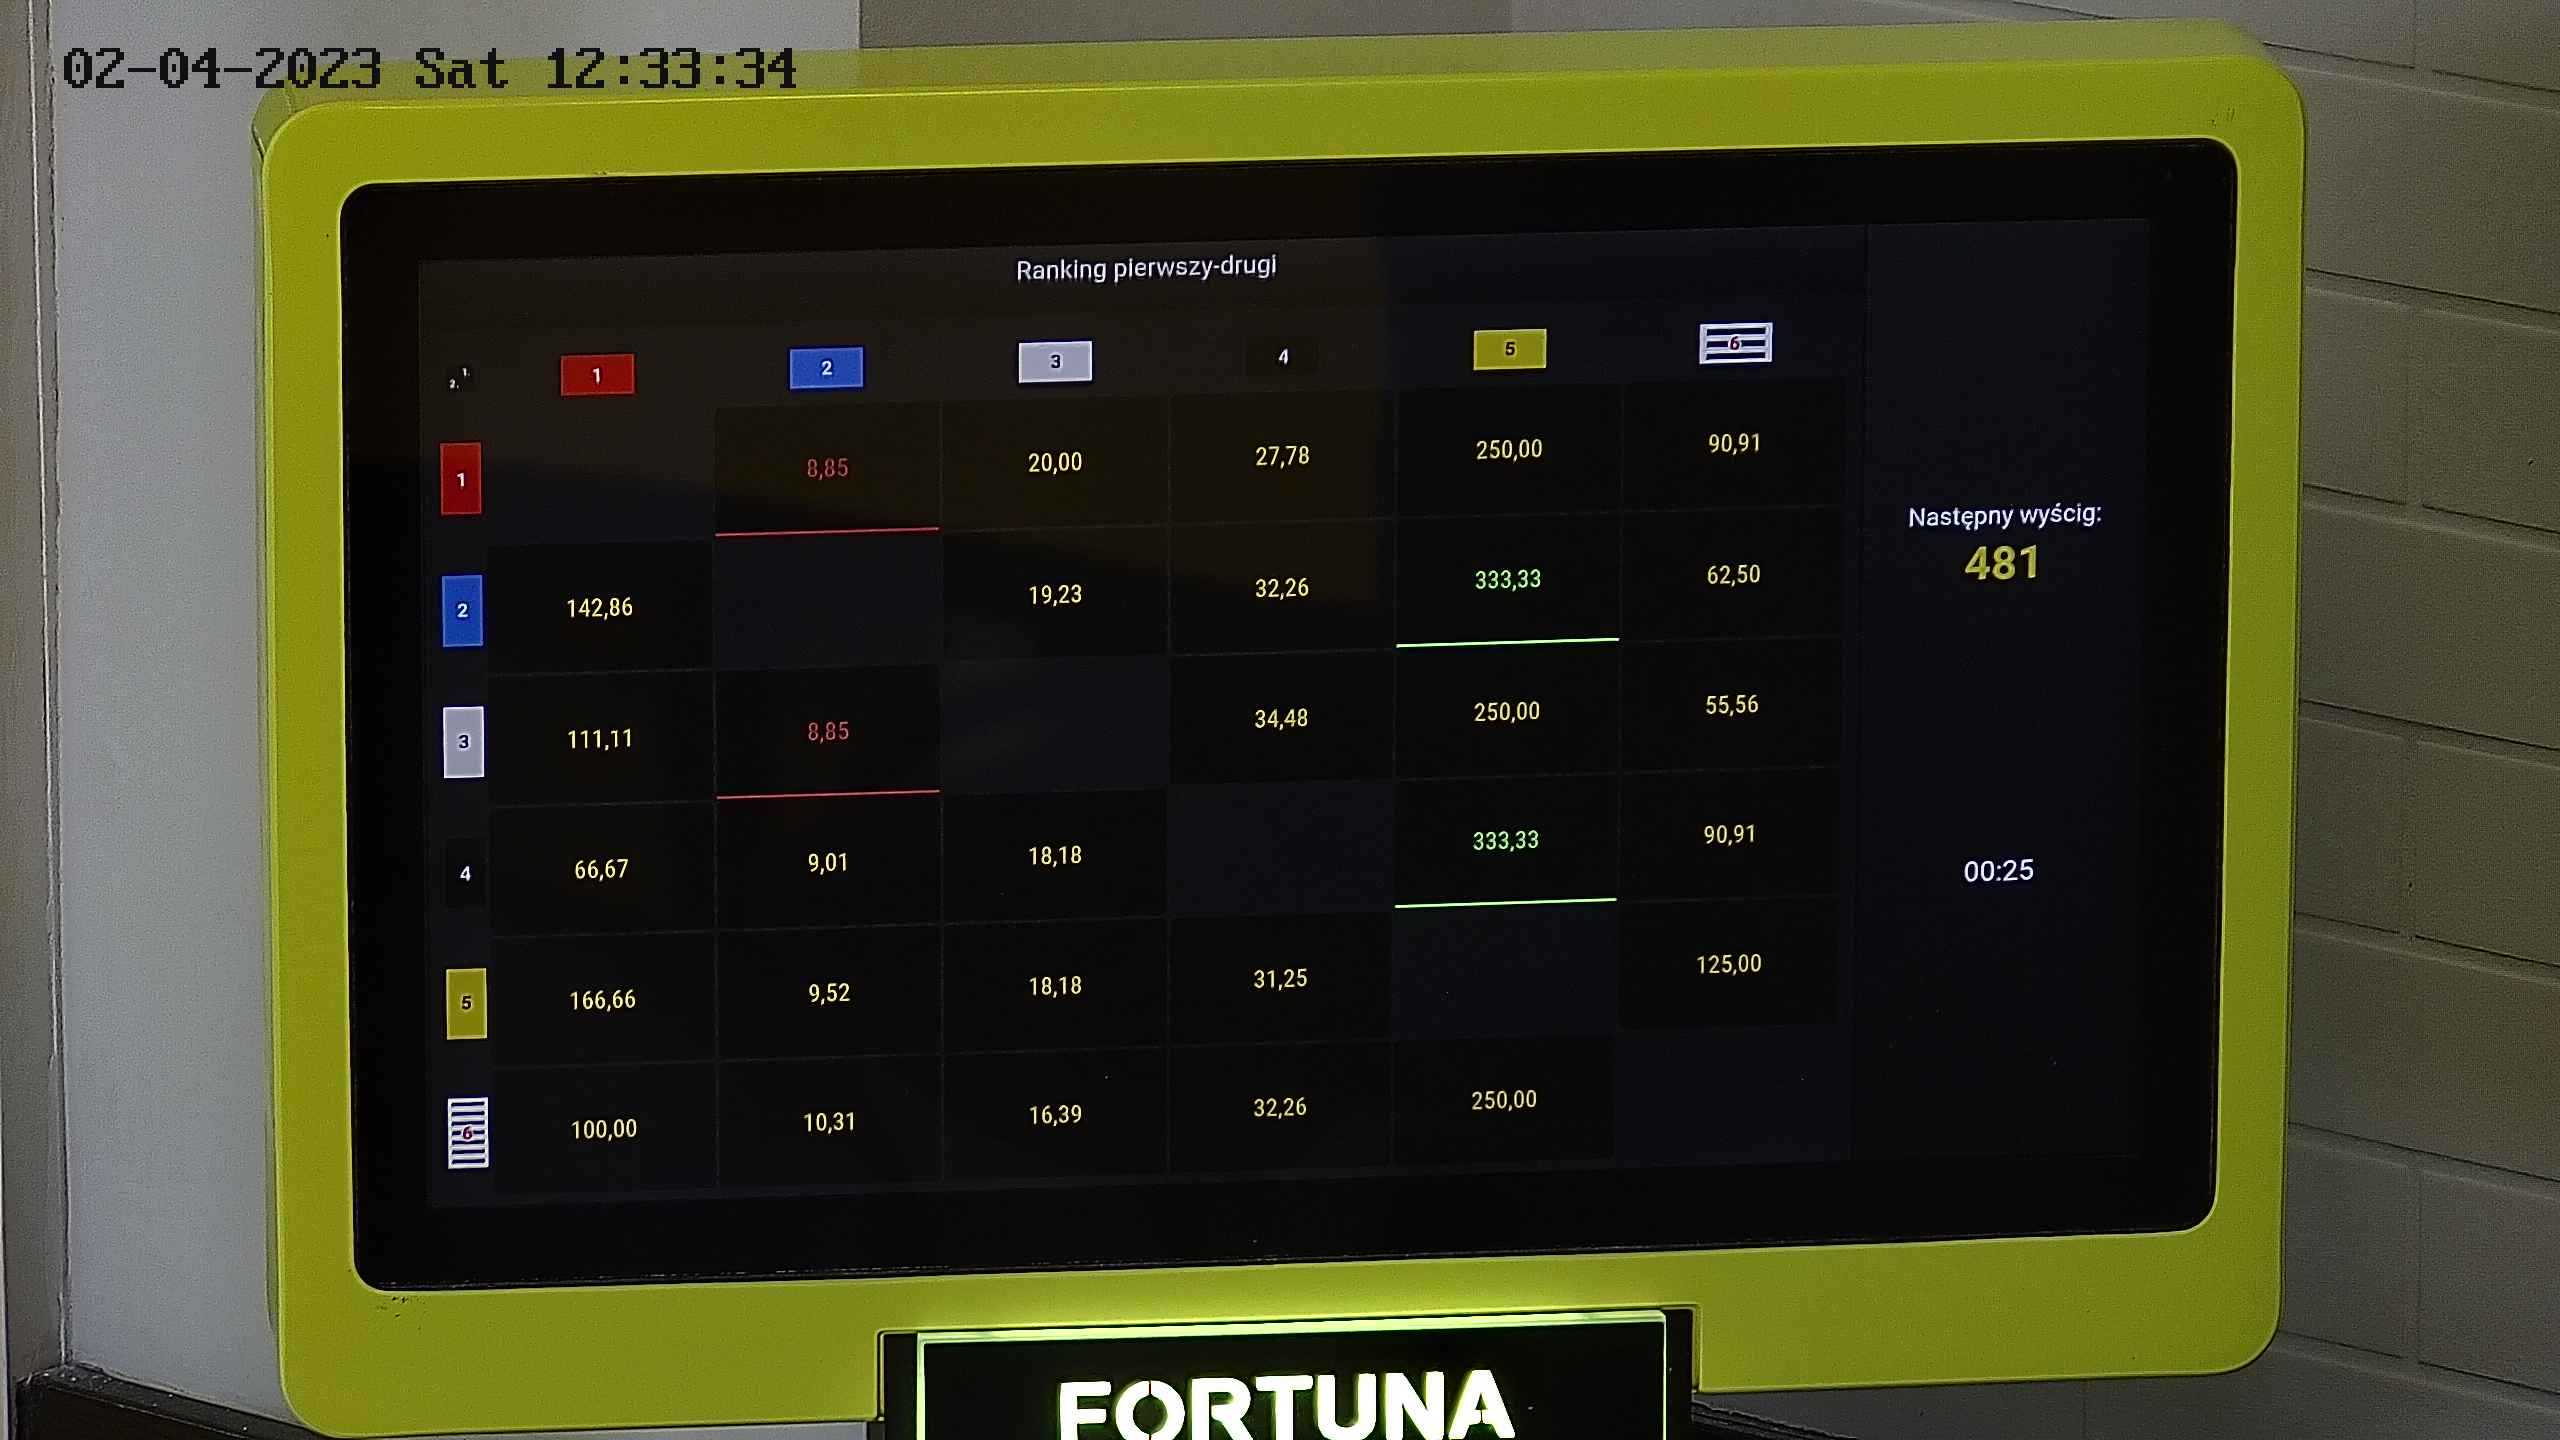 02-04-2023 Sat 12:33:34
Ranking pierwszy-drugi
2. 1. 1 2 3 4 5 6
1 8,85 20,00 27,78 250,00 90,91
2 142,86 19,23 32,26 333,33 62,50
3 111,11 8,85 34,48 250,00 55,56
4 66,67 9,01 18,18 333,33 90,91
5 166,66 9,52 18,18 31,25 125,00
6 100,00 10,31 16,39 32,26 250,00
Następny wyścig:
481
00:25
FORTUNA